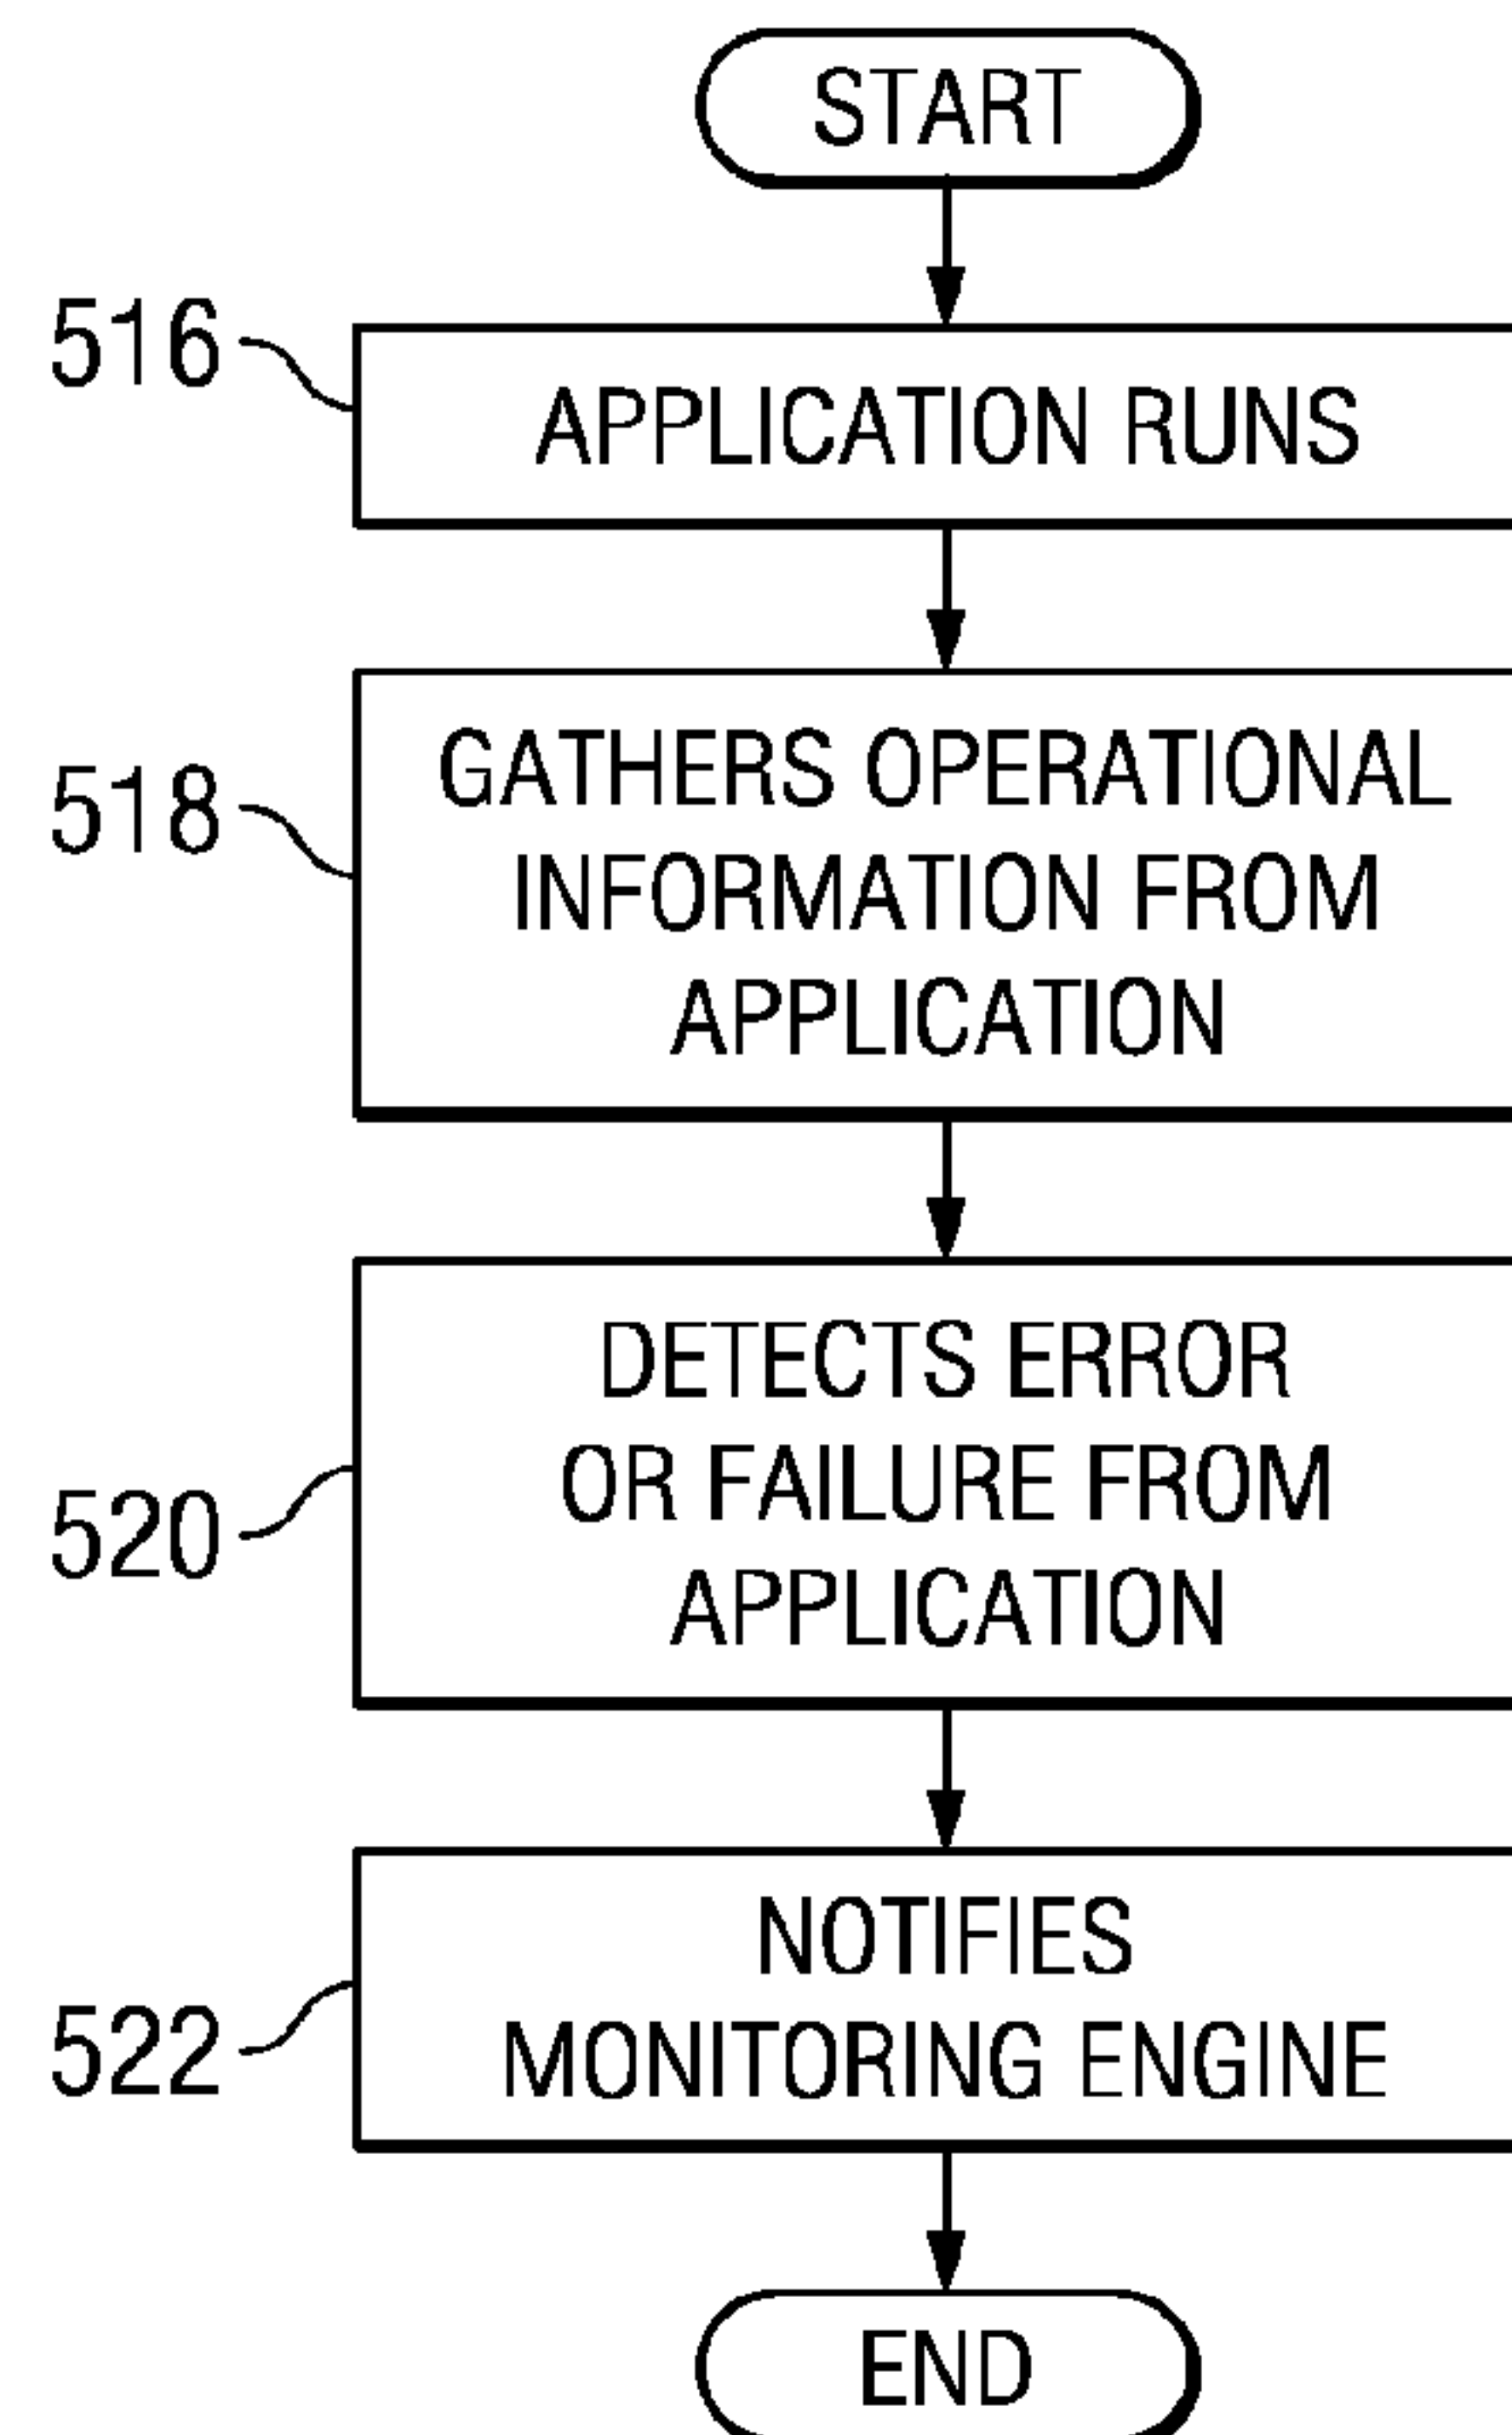 START
516
APPLICATION RUNS
518
GATHERS OPERATIONAL
INFORMATION FROM
APPLICATION
520
DETECTS ERROR
OR FAILURE FROM
APPLICATION
522
NOTIFIES
MONITORING ENGINE
END